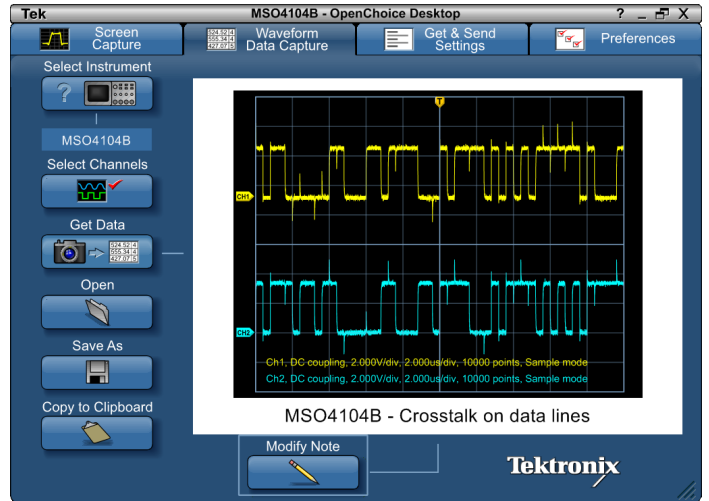 Tek
MSO4104B - OpenChoice Desktop
? _ X
Screen
Capture
Waveform
Data Capture
Get & Send
Settings
Preferences
Select Instrument
?
MSO4104B
Select Channels
Get Data
Open
Save As
Copy to Clipboard
T
CH1
CH2
Ch1, DC coupling, 2.000V/div, 2.000us/div, 10000 points, Sample mode
Ch2, DC coupling, 2.000V/div, 2.000us/div, 10000 points, Sample mode
MSO4104B - Crosstalk on data lines
Modify Note
Tektronix